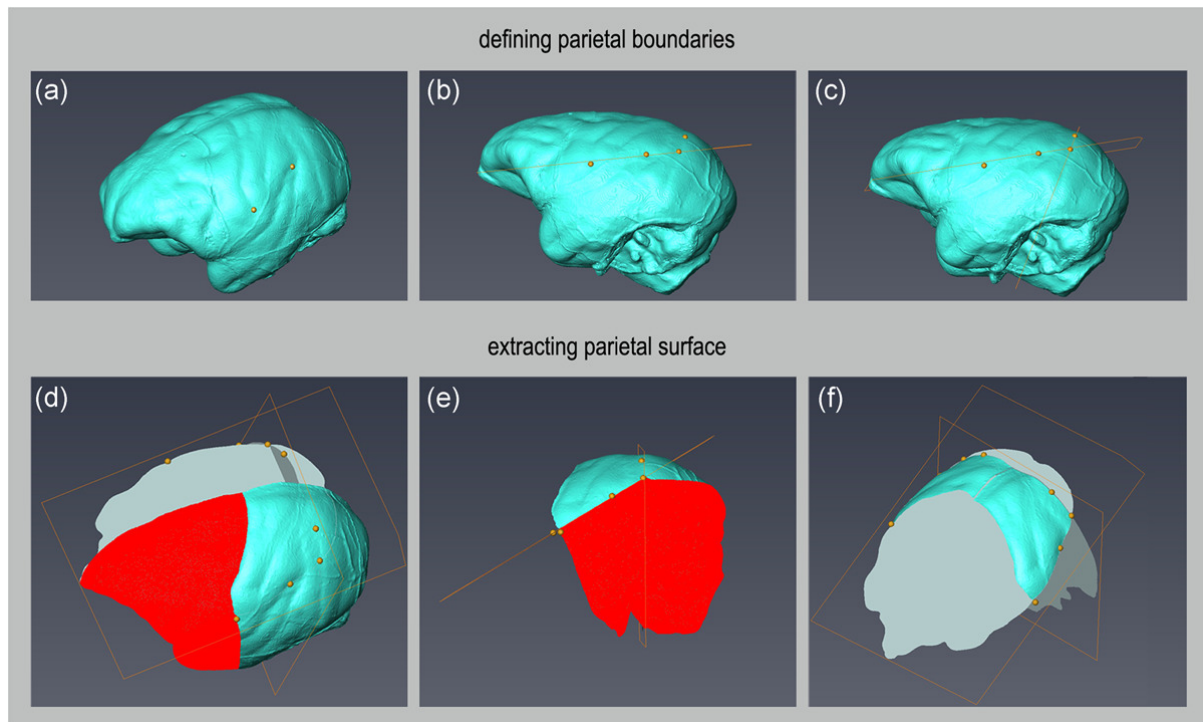 defining parietal boundaries
(a)
(b)
(c)
extracting parietal surface
(d)
(e)
(f)